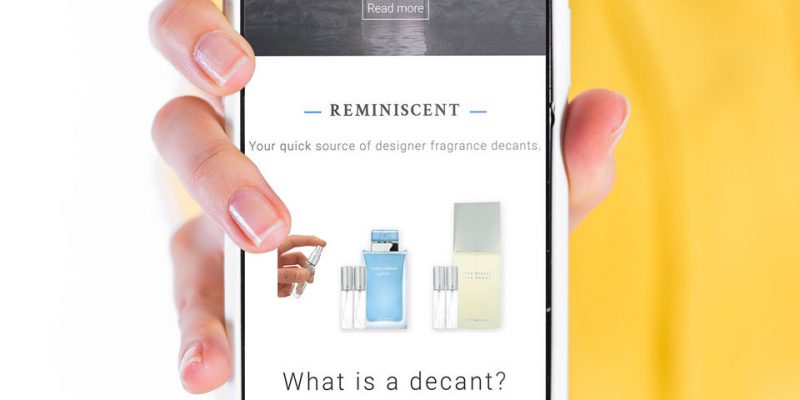 Read more
— REMINISCENT —
Your quick source of designer fragrance decants.
What is a decant?